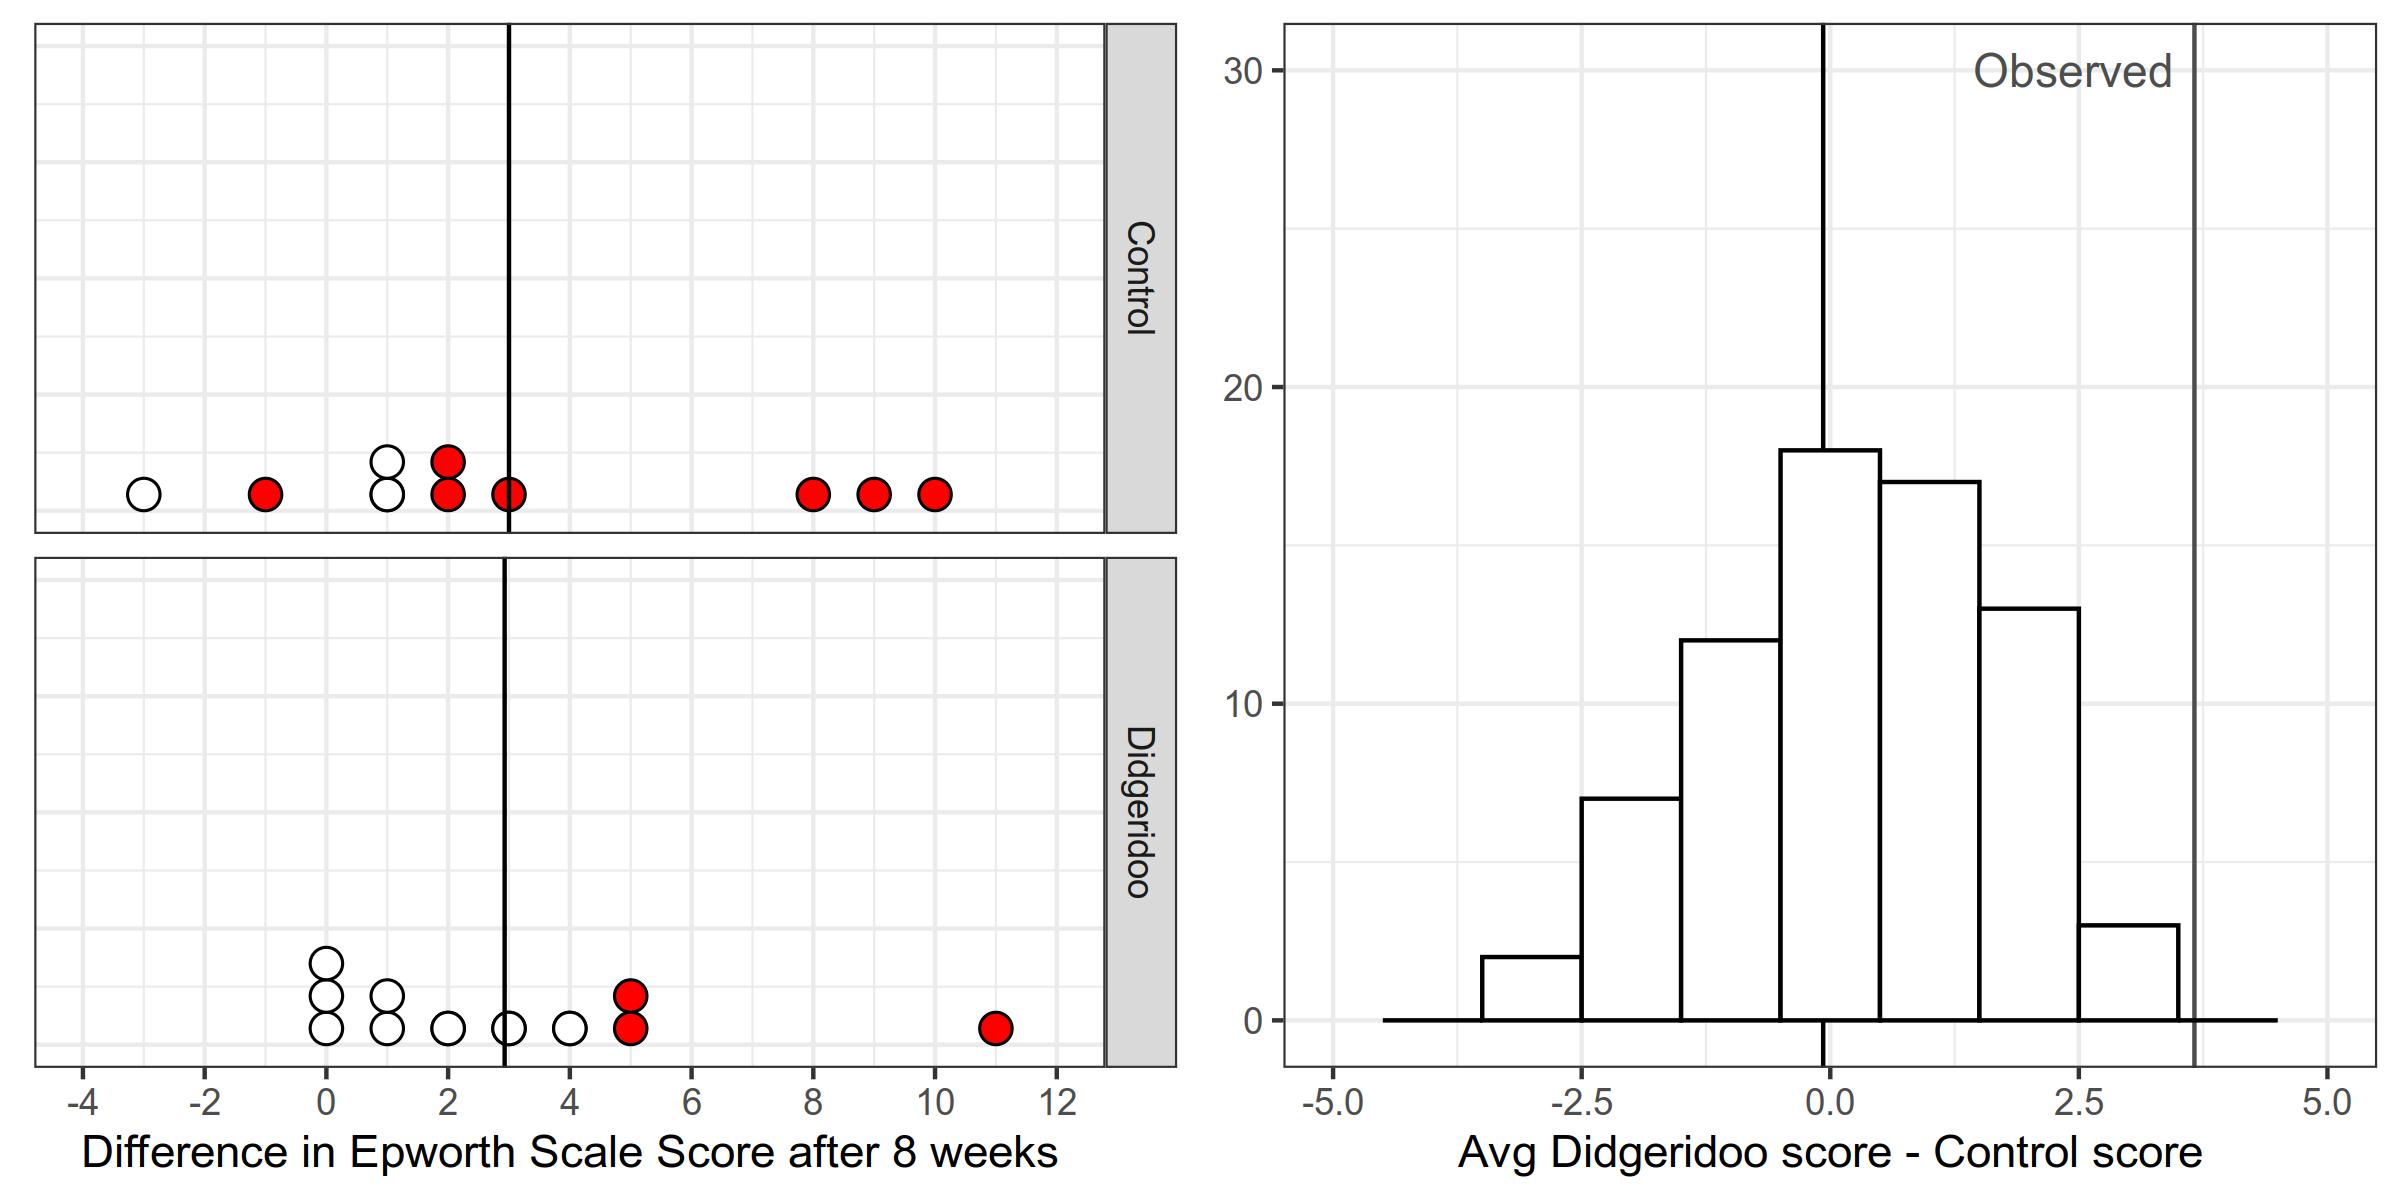 Control
Didgeridoo
-4 -2 0 2 4 6 8 10 12
Difference in Epworth Scale Score after 8 weeks
Observed
30
20
10
0
-5.0 -2.5 0.0 2.5 5.0
Avg Didgeridoo score - Control score